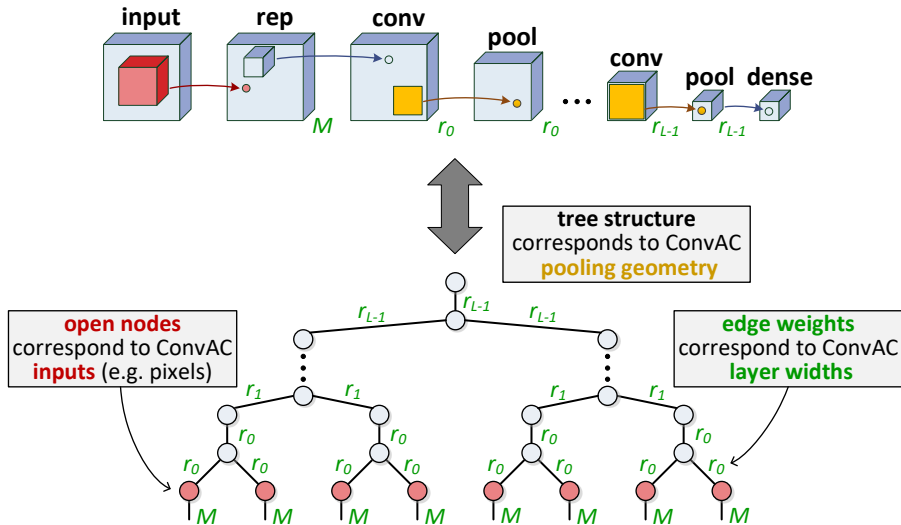 input rep conv pool conv pool dense
M r0 r0 rL-1 rL-1
tree structure
corresponds to ConvAC
pooling geometry
rL-1 rL-1 rL-1
open nodes
correspond to ConvAC
inputs (e.g. pixels)
edge weights
correspond to ConvAC
layer widths
r1 r1 r1 r1
r0 r0 r0 r0
r0 r0 r0 r0 r0 r0 r0 r0
M M M M M M M M